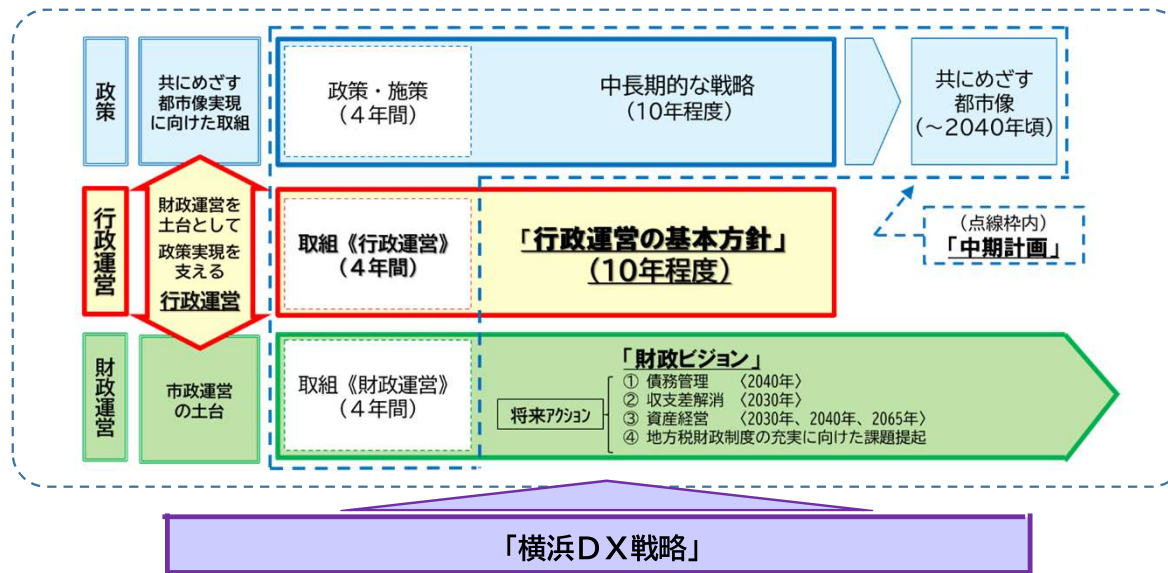 政策
共にめざす
都市像実現
に向けた取組
政策・施策
(4年間)
中長期的な戦略
(10年程度)
共にめざす
都市像
(~2040年頃)
行政運営
財政運営を
土台として
政策実現を
支える
行政運営
取組《行政運営》
(4年間)
「行政運営の基本方針」
(10年程度)
(点線枠内)
「中期計画」
財政運営
市政運営
の土台
取組《財政運営》
(4年間)
「財政ビジョン」
将来アクション
① 債務管理 〈2040年〉
② 収支差解消 〈2030年〉
③ 資産経営 〈2030年、2040年、2065年〉
④ 地方税財政制度の充実に向けた課題提起
「横浜DX戦略」